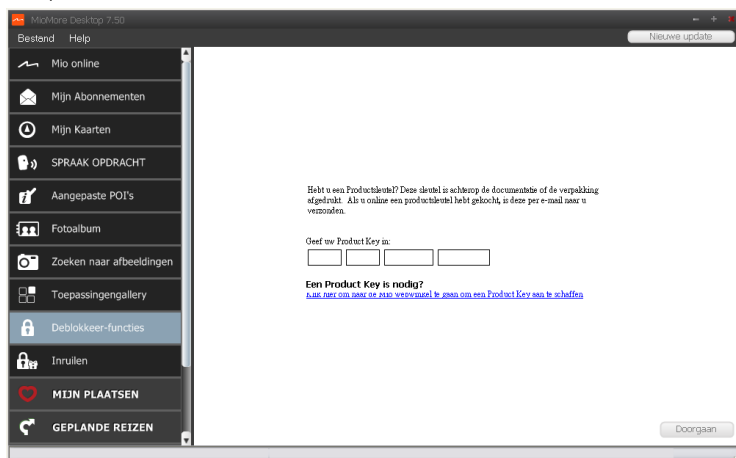 MioMore Desktop 7.50
Bestand Help
Nieuwe update
Mio online
Mijn Abonnementen
Mijn Kaarten
SPRAAK OPDRACHT
Aangepaste POI's
Fotoalbum
Zoeken naar afbeeldingen
Toepassingengallery
Deblokkeer-functies
Inruilen
MIJN PLAATSEN
GEPLANDE REIZEN
Hebt u een Productsleutel? Deze sleutel is achterop de documentatie of de verpakking
afgedrukt. Als u online een productsleutel hebt gekocht, is deze per e-mail naar u
verzonden.
Geef uw Product Key in:
Een Product Key is nodig?
Klik hier om naar de Mio webwinkel te gaan om een Product Key aan te schaffen
Doorgaan